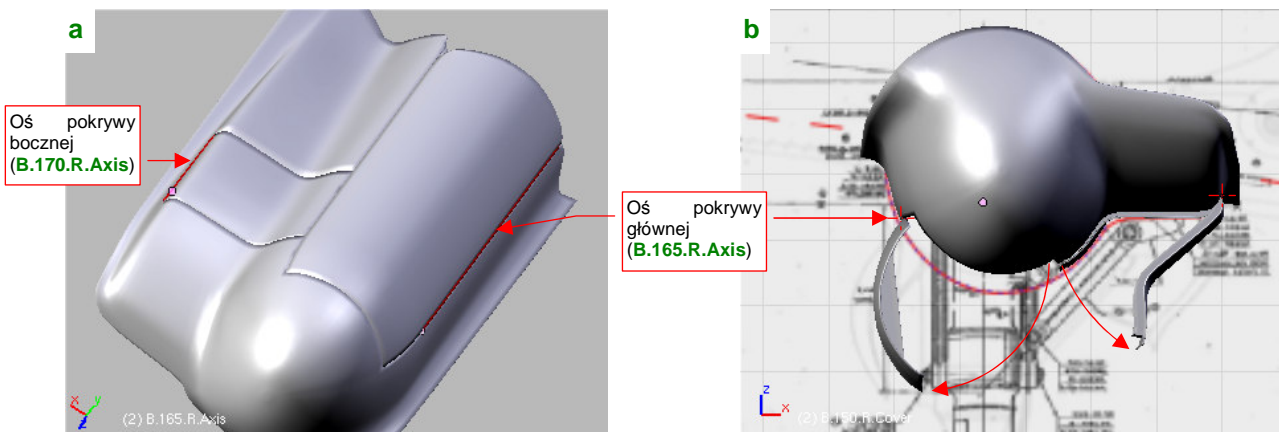 a
b
Oś pokrywy
bocznej
(B.170.R.Axis)
Oś pokrywy
głównej
(B.165.R.Axis)
x y
z
(2) B.165.R.Axis
z
x
(2) B.150.R.Cover